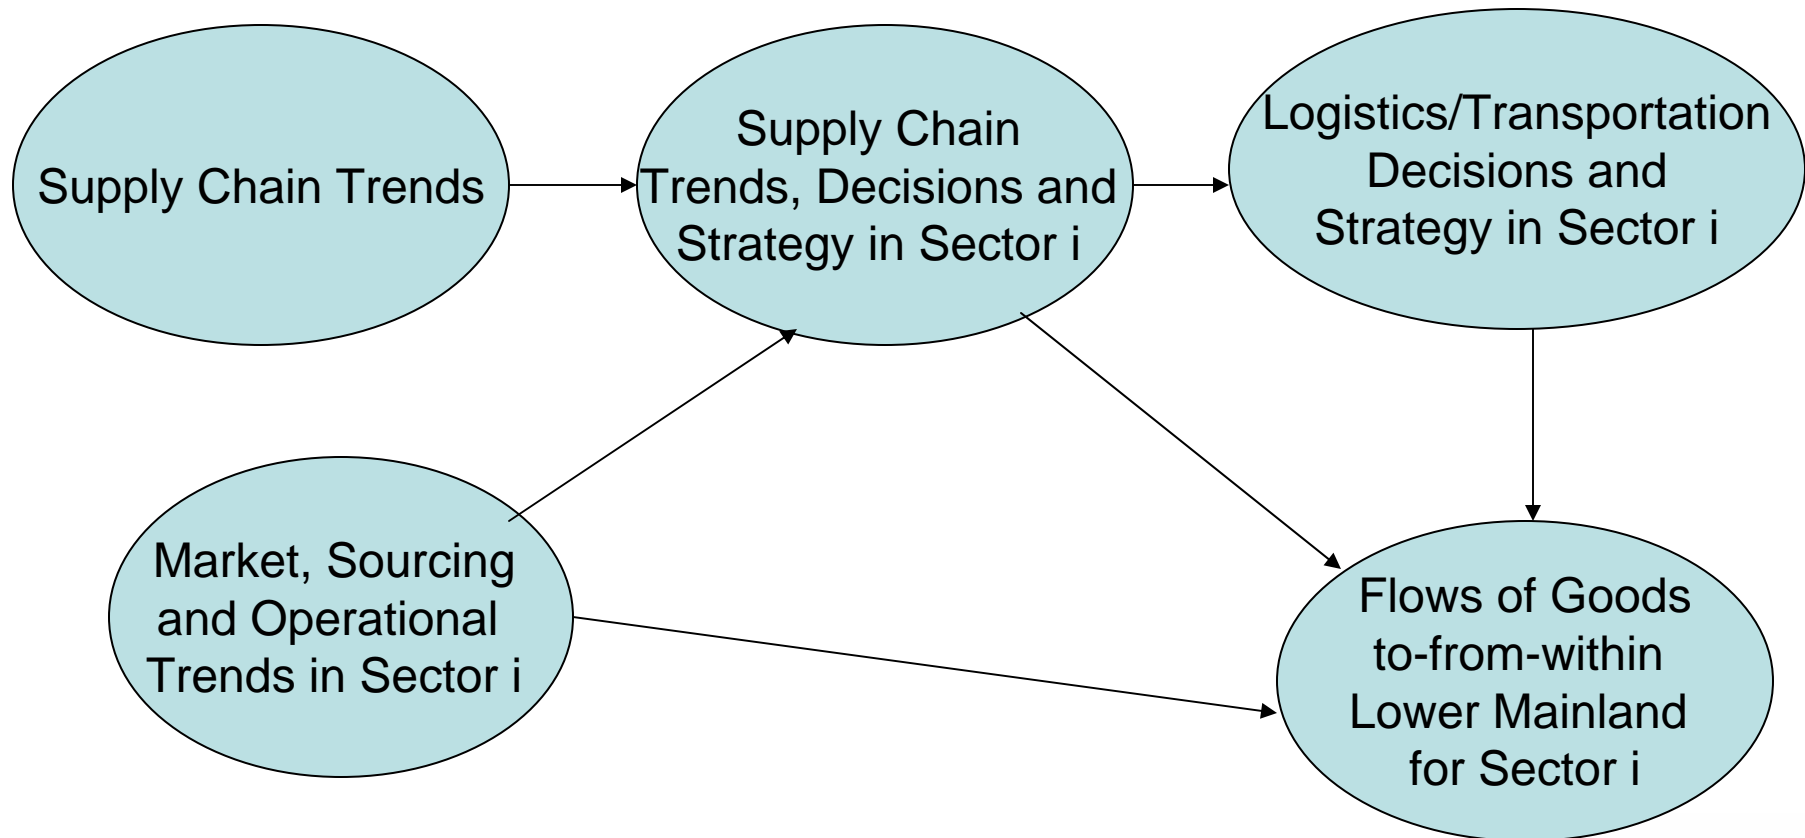 Supply Chain Trends
Supply Chain
Trends, Decisions and
Strategy in Sector i
Logistics/Transportation
Decisions and
Strategy in Sector i
Market, Sourcing
and Operational
Trends in Sector i
Flows of Goods
to-from-within
Lower Mainland
for Sector i